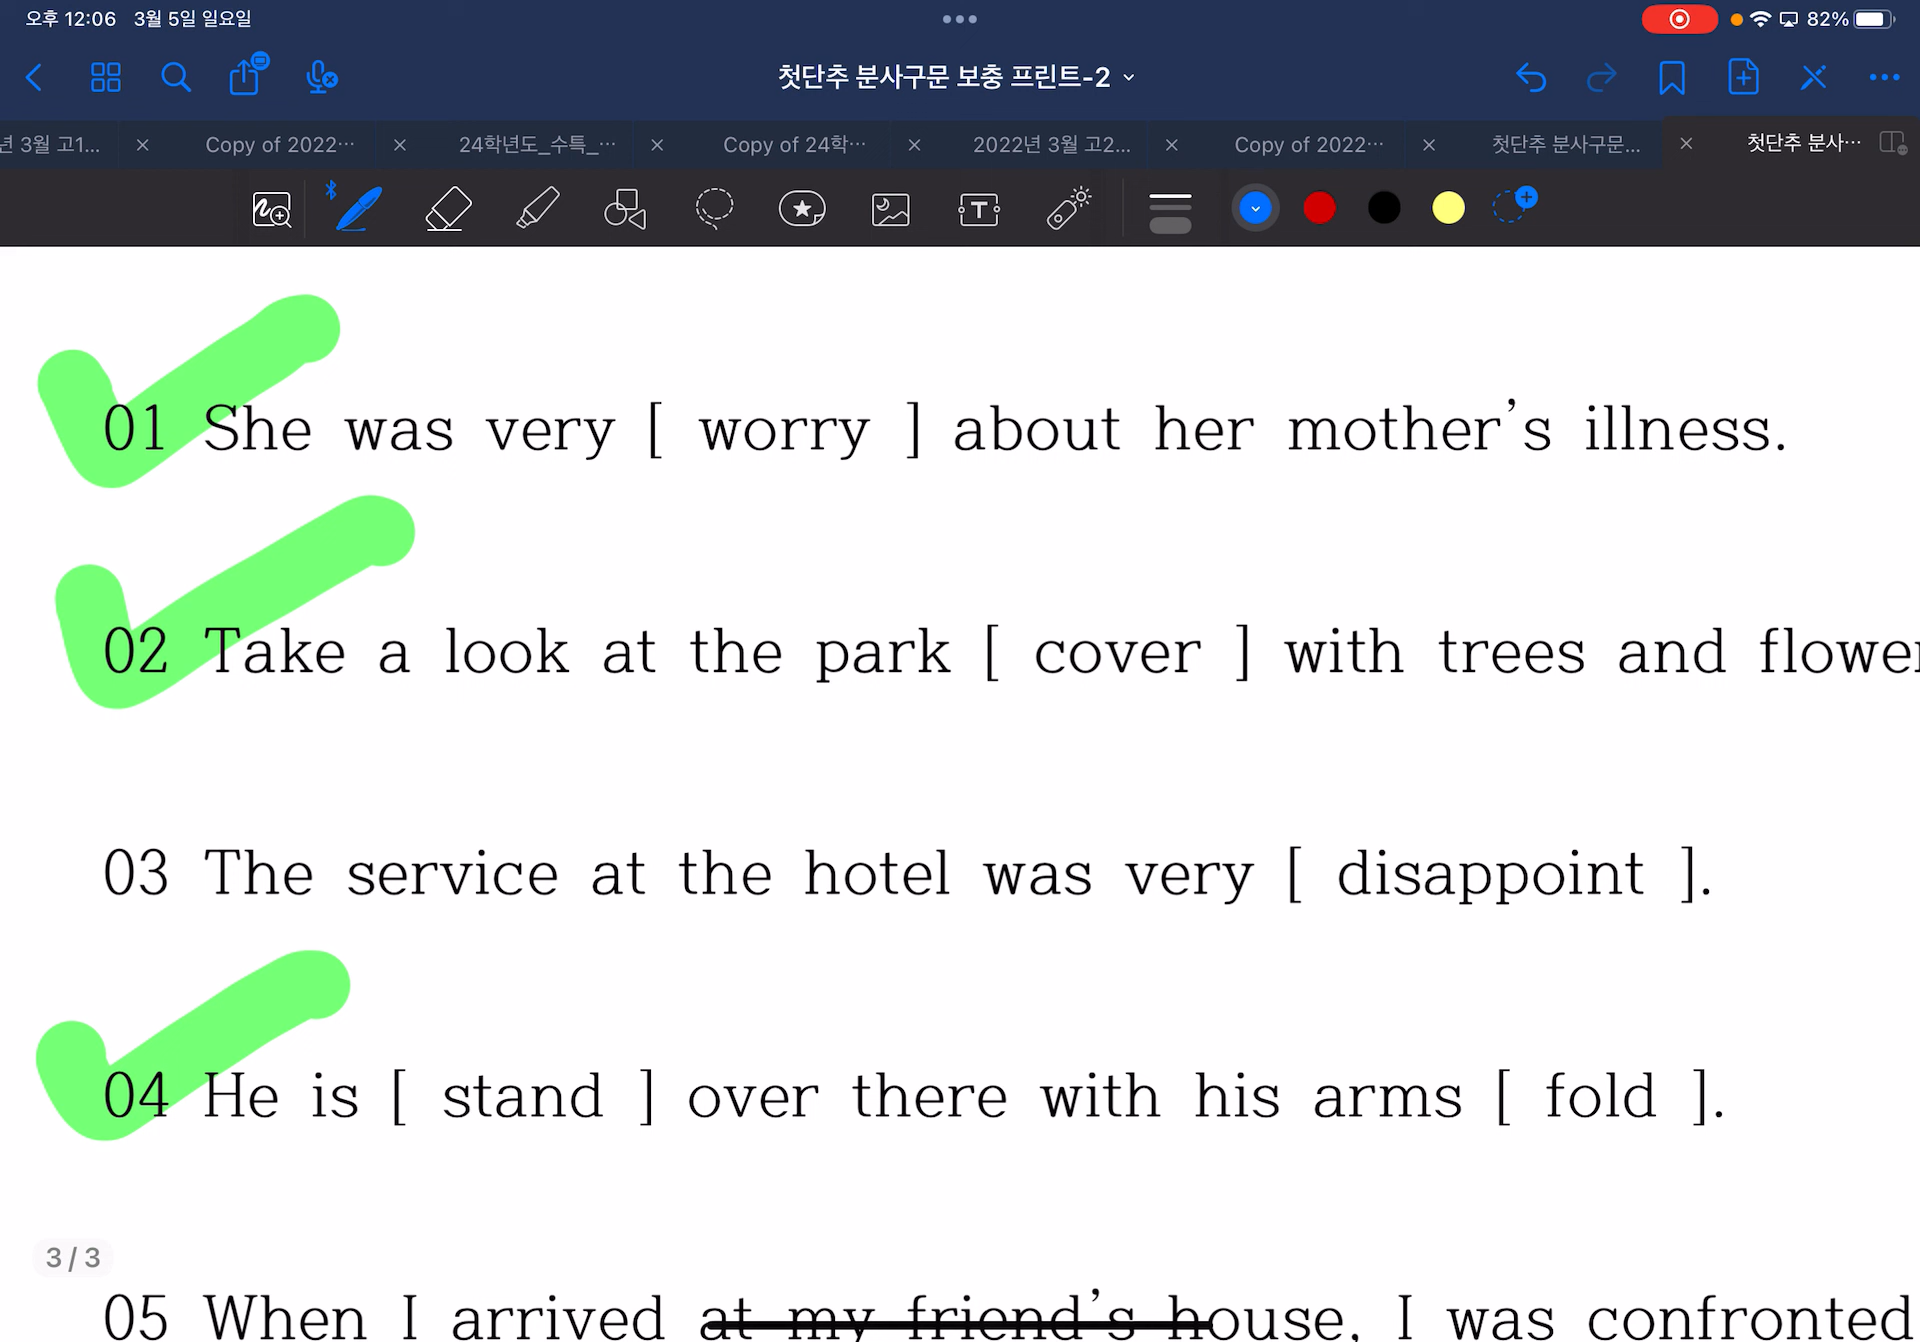 오후 12:06 3월 5일 일요일
82%
첫단추 분사구문 보충 프린트-2
년 3월 고1... Copy of 2022... 24학년도_수특_... Copy of 24학... 2022년 3월 고2... Copy of 2022... 첫단추 분사구문... 첫단추 분사...
01 She was very [ worry ] about her mother's illness.
02 Take a look at the park [ cover ] with trees and flower
03 The service at the hotel was very [ disappoint ].
04 He is [ stand ] over there with his arms [ fold ].
3 / 3
05 When I arrived at my friend's house, I was confronted